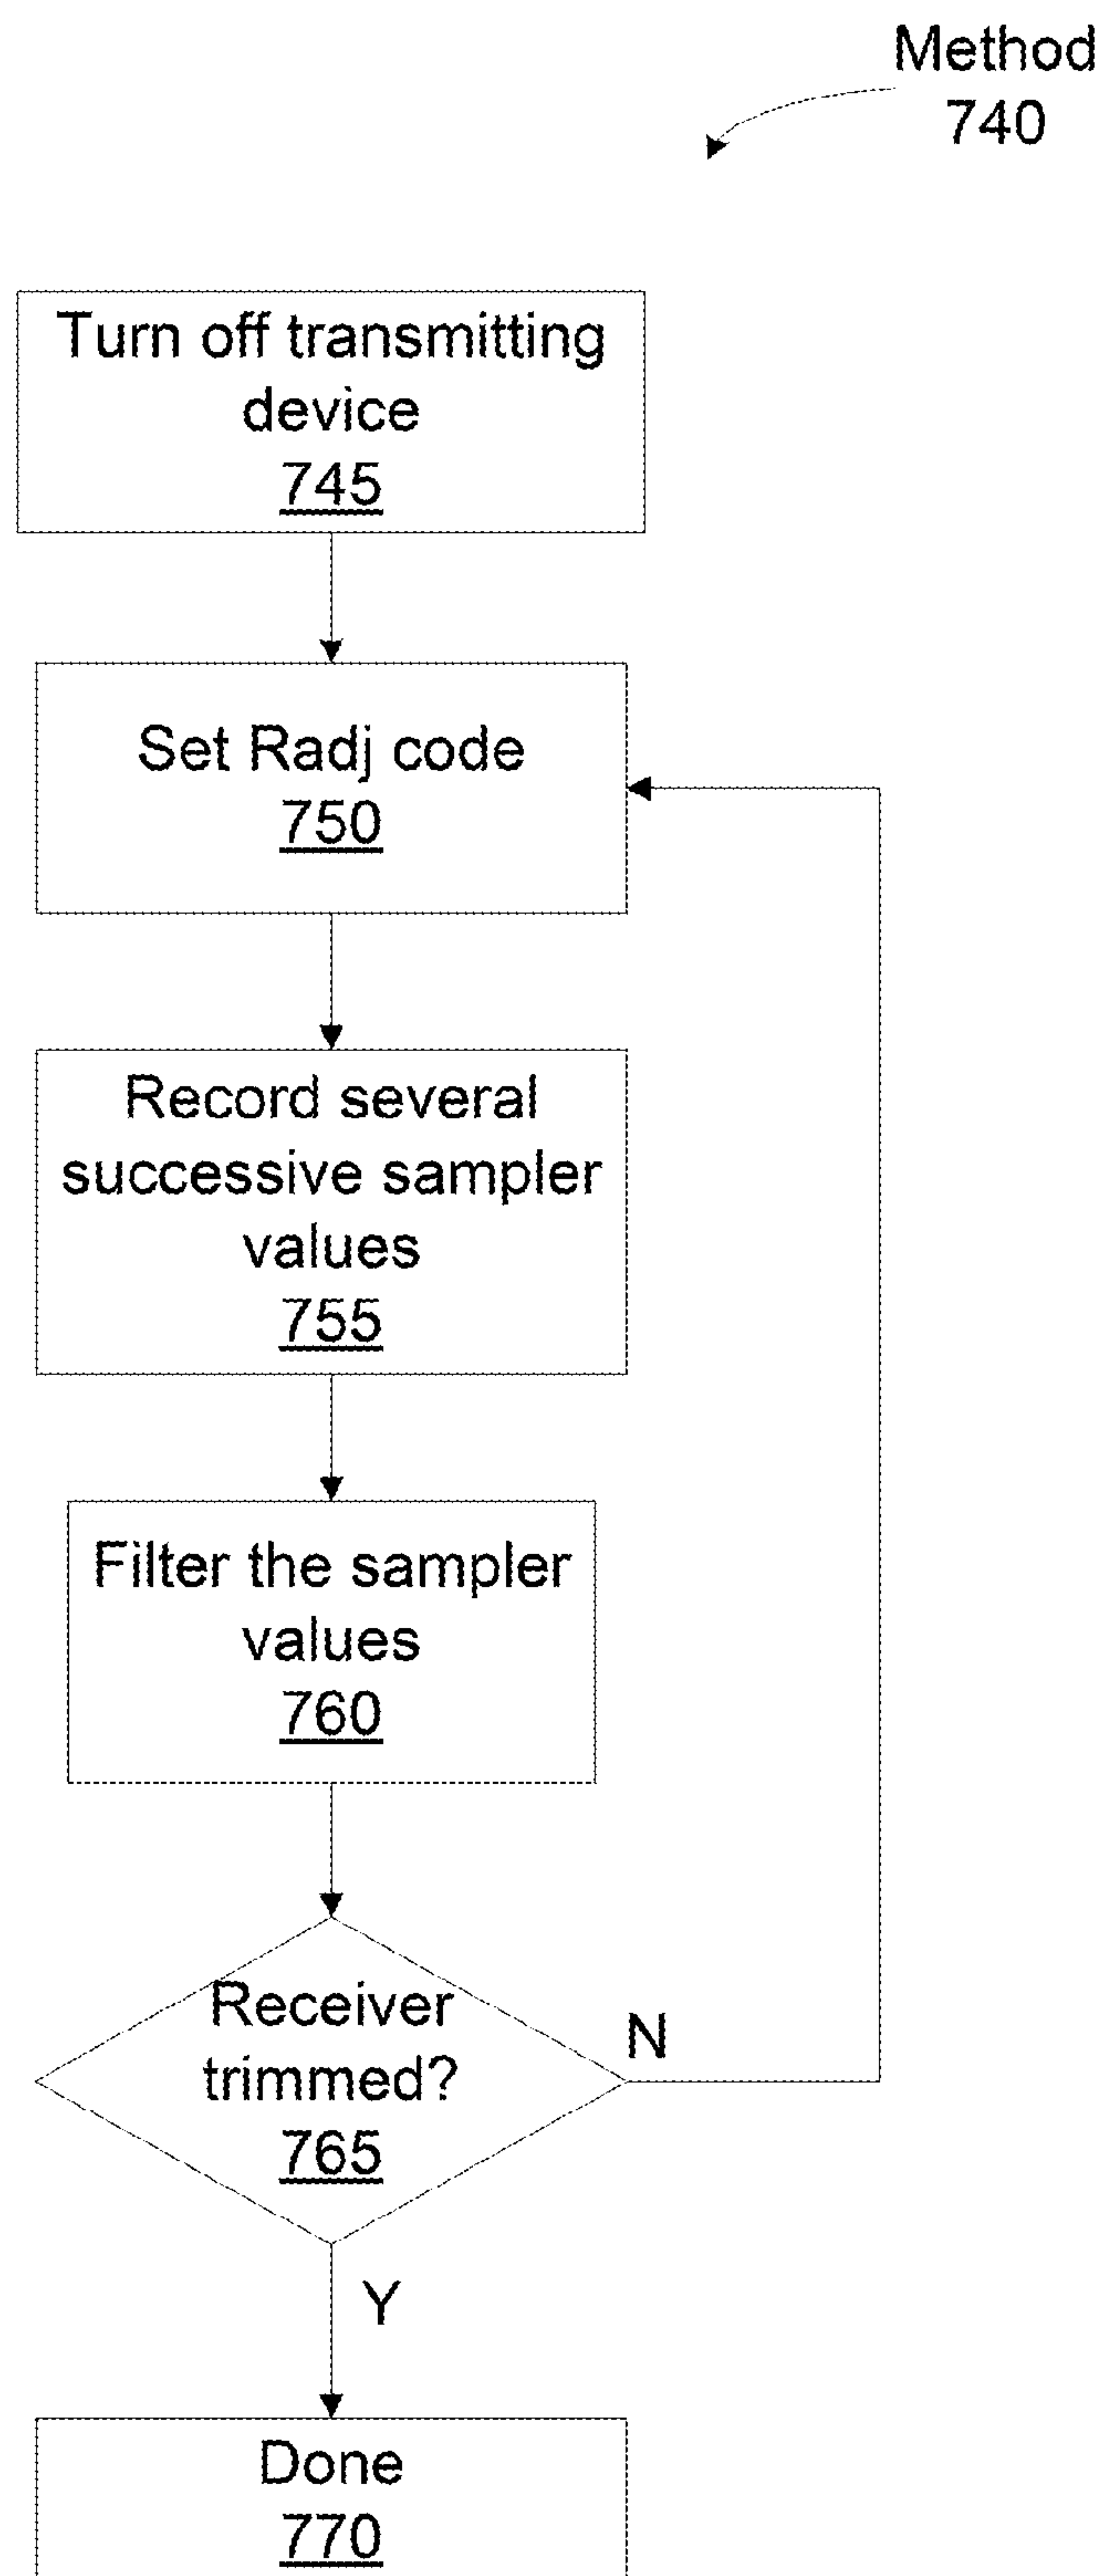 Method
740
Turn off transmitting
device
745
Set Radj code
750
Record several
successive sampler
values
755
Filter the sampler
values
760
Receiver
trimmed?
765
N
Y
Done
770